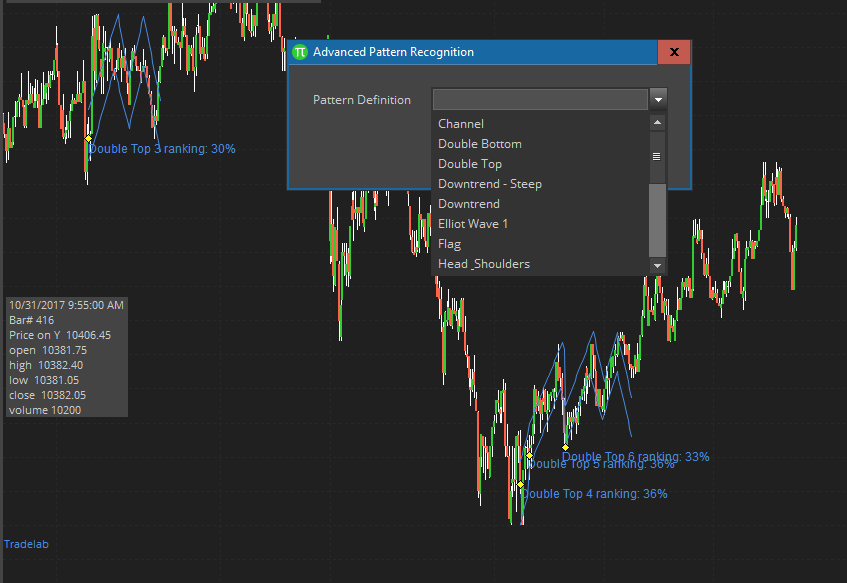 π Advanced Pattern Recognition X
Pattern Definition
Channel
Double Bottom
Double Top
Downtrend - Steep
Downtrend
Elliot Wave 1
Flag
Head _Shoulders
Double Top 3 ranking: 30%
10/31/2017 9:55:00 AM
Bar# 416
Price on Y 10406.45
open 10381.75
high 10382.40
low 10381.05
close 10382.05
volume 10200
Double Top 6 ranking: 33%
Double Top 5 ranking: 36%
Double Top 4 ranking: 36%
Tradelab